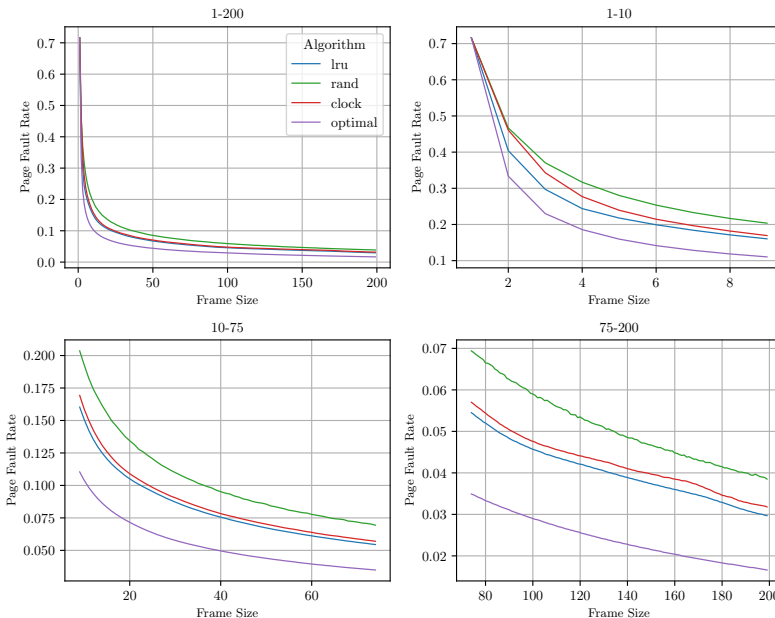 1-200
Page Fault Rate
0.7
0.6
0.5
0.4
0.3
0.2
0.1
0.0
Algorithm
lru
rand
clock
optimal
0 50 100 150 200
Frame Size
1-10
Page Fault Rate
0.7
0.6
0.5
0.4
0.3
0.2
0.1
2 4 6 8
Frame Size
10-75
Page Fault Rate
0.200
0.175
0.150
0.125
0.100
0.075
0.050
20 40 60
Frame Size
75-200
Page Fault Rate
0.07
0.06
0.05
0.04
0.03
0.02
80 100 120 140 160 180 200
Frame Size